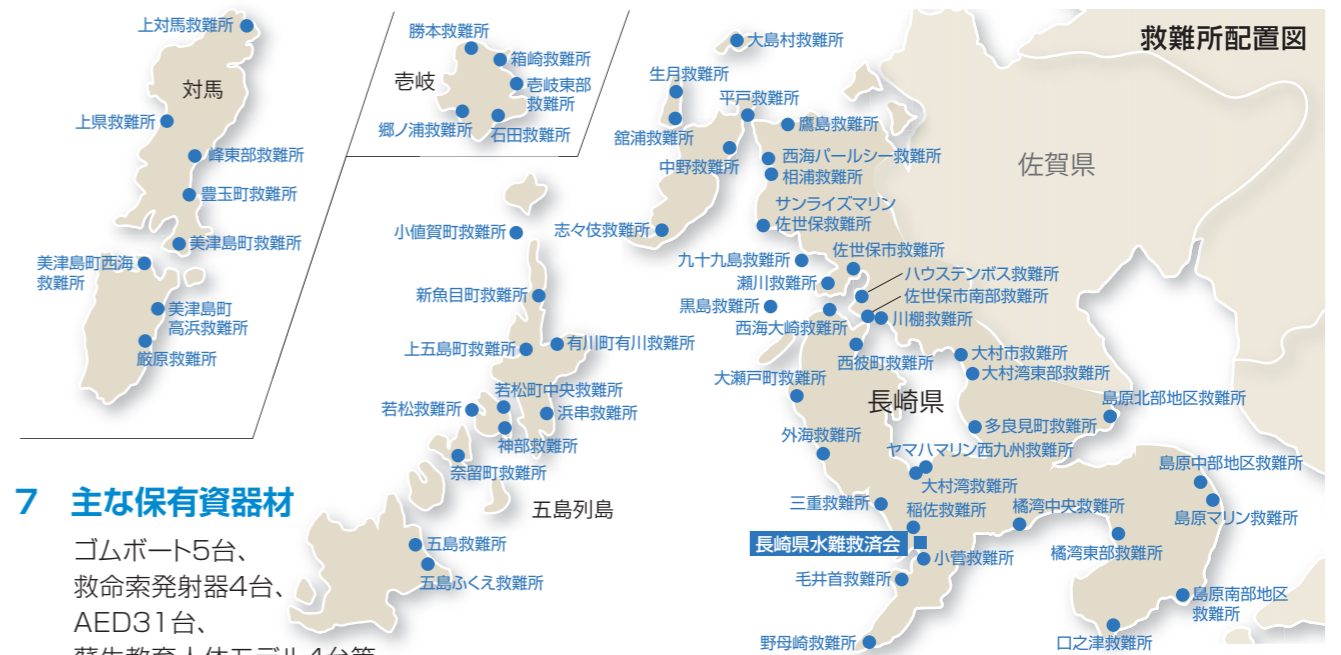 救難所配置図
上対馬救難所
対馬
上県救難所
峰東部救難所
豊玉町救難所
美津島町救難所
美津島町西海
救難所
美津島町
高浜救難所
厳原救難所
勝本救難所
箱崎救難所
壱岐
壱岐東部
救難所
郷ノ浦救難所
石田救難所
大島村救難所
生月救難所
平戸救難所
舘浦救難所
鷹島救難所
中野救難所
西海パールシー救難所
相浦救難所
佐賀県
サンライズマリン
佐世保救難所
志々伎救難所
小値賀町救難所
九十九島救難所
佐世保市救難所
瀬川救難所
ハウステンボス救難所
黒島救難所
佐世保市南部救難所
西海大崎救難所
川棚救難所
新魚目町救難所
上五島町救難所
有川町有川救難所
西彼町救難所
大村市救難所
大村湾東部救難所
大瀬戸町救難所
長崎県
若松町中央救難所
若松救難所
浜串救難所
神部救難所
奈留町救難所
五島列島
島原北部地区救難所
多良見町救難所
外海救難所
ヤマハマリン西九州救難所
大村湾救難所
島原中部地区救難所
島原マリン救難所
三重救難所
稲佐救難所
橘湾中央救難所
長崎県水難救済会
小菅救難所
橘湾東部救難所
毛井首救難所
島原南部地区
救難所
野母崎救難所
口之津救難所
五島救難所
五島ふくえ救難所
7 主な保有資器材
ゴムボート5台、
救命索発射器4台、
AED31台、
蘇生教育人体モデル4台等